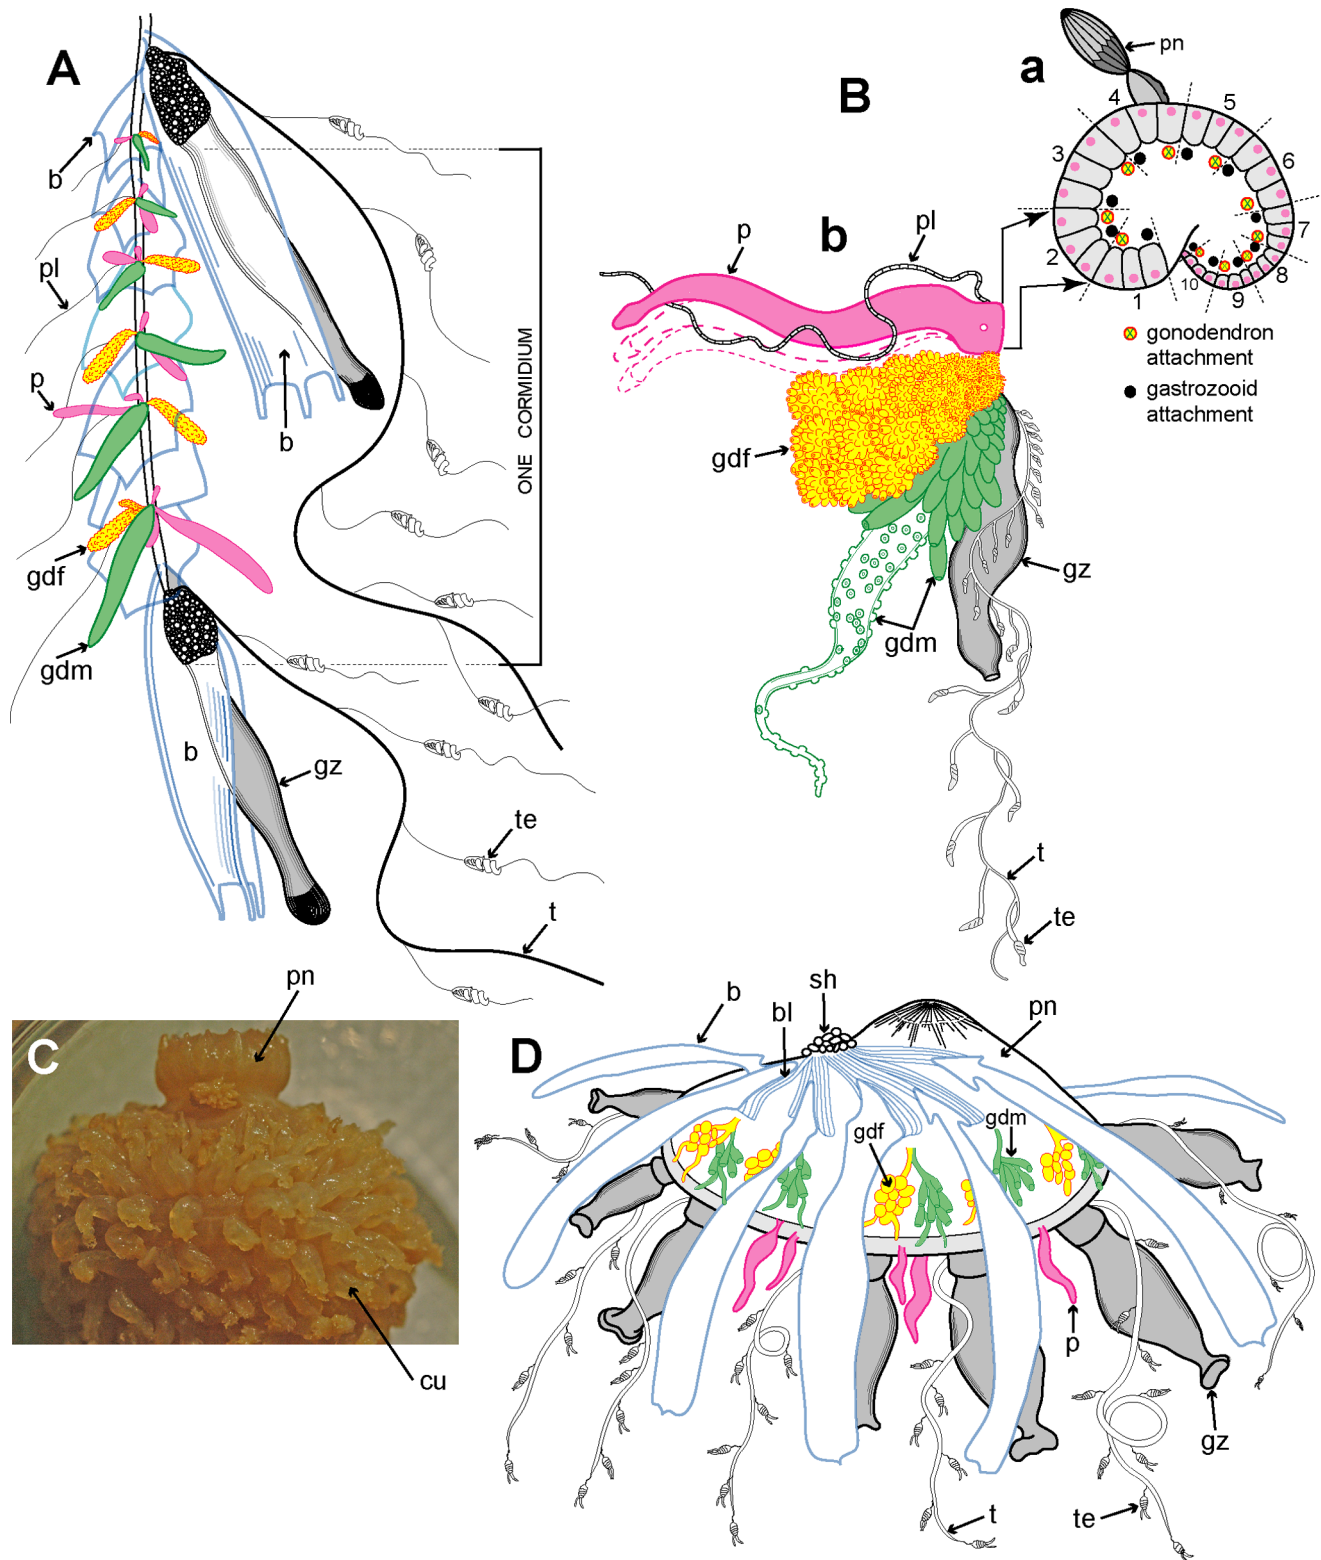 A
b
pl
p
gdf
gdm
b
b
gz
te
t
ONE CORMIDIUM
B
a
pn
1
2
3
4
5
6
7
8
9
10
gonodendron
attachment
gastrozooid
attachment
b
p
pl
gdf
gdm
gz
t
te
C
pn
cu
D
b
bl
sh
pn
gdf
gdm
p
gz
t
te